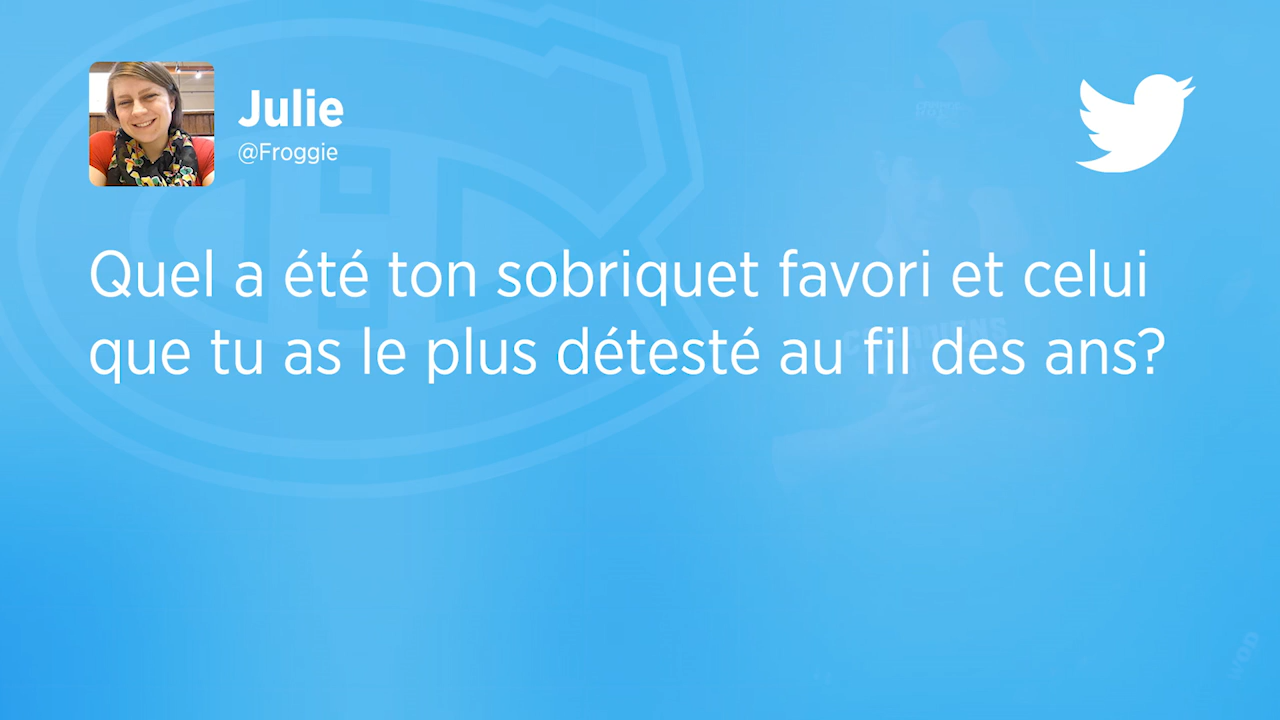 Julie
@Froggie
Quel a été ton sobriquet favori et celui
que tu as le plus détesté au fil des ans?